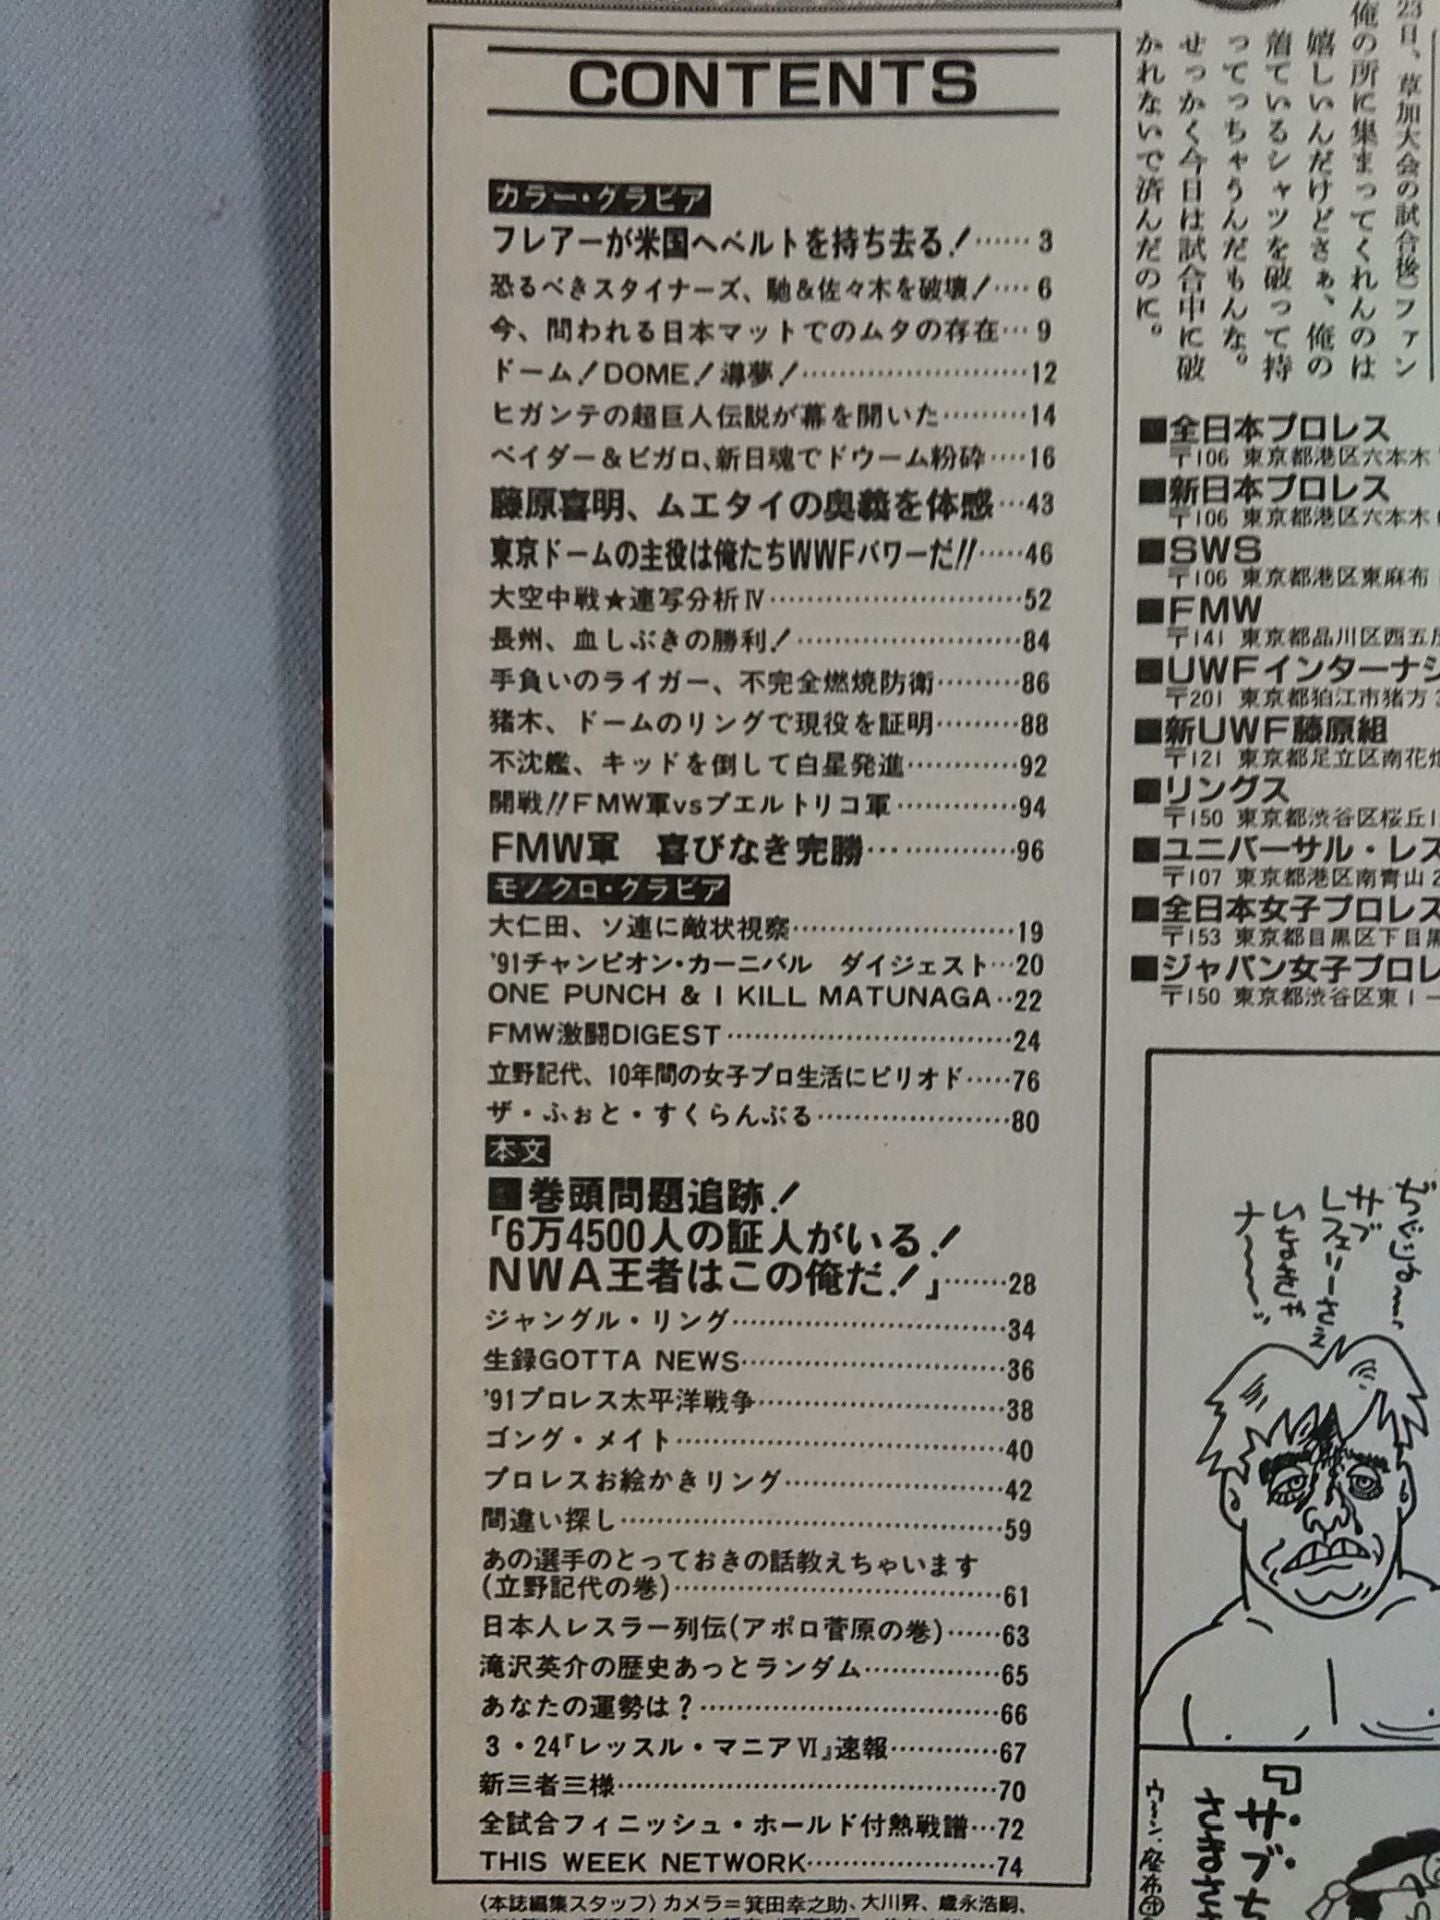 CONTENTS
カラー・グラビア
フレアーが米国へベルトを持ち去る!……3
恐るべきスタイナーズ、馳&佐々木を破壊!…6
今、問われる日本マットでのムタの存在…9
ドーム!DOME!導夢!…………12
ヒガンテの超巨人伝説が幕を開いた………14
ベイダー&ビガロ、新日魂でドウーム粉砕…16
藤原喜明、ムエタイの奥義を体感…43
東京ドームの主役は俺たちWWFパワーだ!!……46
大空中戦★連写分析Ⅳ…………52
長州、血しぶきの勝利!…………84
手負いのライガー、不完全燃焼防衛………86
猪木、ドームのリングで現役を証明………88
不沈艦、キッドを倒して白星発進…………92
開戦!!FMW軍vsプエルトリコ軍…………94
FMW軍 喜びなき完勝…………96
モノクロ・グラビア
大仁田、ソ連に敵状視察…………19
'91チャンピオン・カーニバル ダイジェスト…20
ONE PUNCH & I KILL MATUNAGA…22
FMW激闘DIGEST…………24
立野記代、10年間の女子プロ生活にピリオド……76
ザ・ふぉと・すくらんぶる…………80
本文
■巻頭問題追跡!
「6万4500人の証人がいる!
NWA王者はこの俺だ!」……28
ジャングル・リング…………34
生録GOTTA NEWS…………36
'91プロレス太平洋戦争…………38
ゴング・メイト…………40
プロレスお絵かきリング…………42
間違い探し…………59
あの選手のとっておきの話教えちゃいます
(立野記代の巻)…………61
日本人レスラー列伝(アポロ菅原の巻)……63
滝沢英介の歴史あっとランダム…………65
あなたの運勢は?…………66
3・24『レッスル・マニアⅥ』速報…………67
新三者三様…………70
全試合フィニッシュ・ホールド付熱戦譜…72
THIS WEEK NETWORK…………74
〈本誌編集スタッフ〉カメラ=箕田幸之助、大川昇、歳永浩嗣、
23日、草加大会の試合後)ファン
俺の所に集まってくれんのは
嬉しいんだけどさぁ、俺の
着ているシャツを破って持
ってっちゃうんだもんな。
せっかく今日は試合中に破
かれないで済んだのに。
■全日本プロレス
〒106 東京都港区六本木
■新日本プロレス
〒106 東京都港区六本木
■SWS
〒106 東京都港区東麻布
■FMW
〒141 東京都品川区西五
■UWFインターナシ
〒201 東京都狛江市猪方3
■新UWF藤原組
〒121 東京都足立区南花畑
■リングス
〒150 東京都渋谷区桜丘
■ユニバーサル・レス
〒107 東京都港区南青山2
■全日本女子プロレス
〒153 東京都目黒区下目黒
■ジャパン女子プロレ
〒150 東京都渋谷区東1
サブ
レフェリーさえ
いなきゃ
ナ〜〜
『サブち